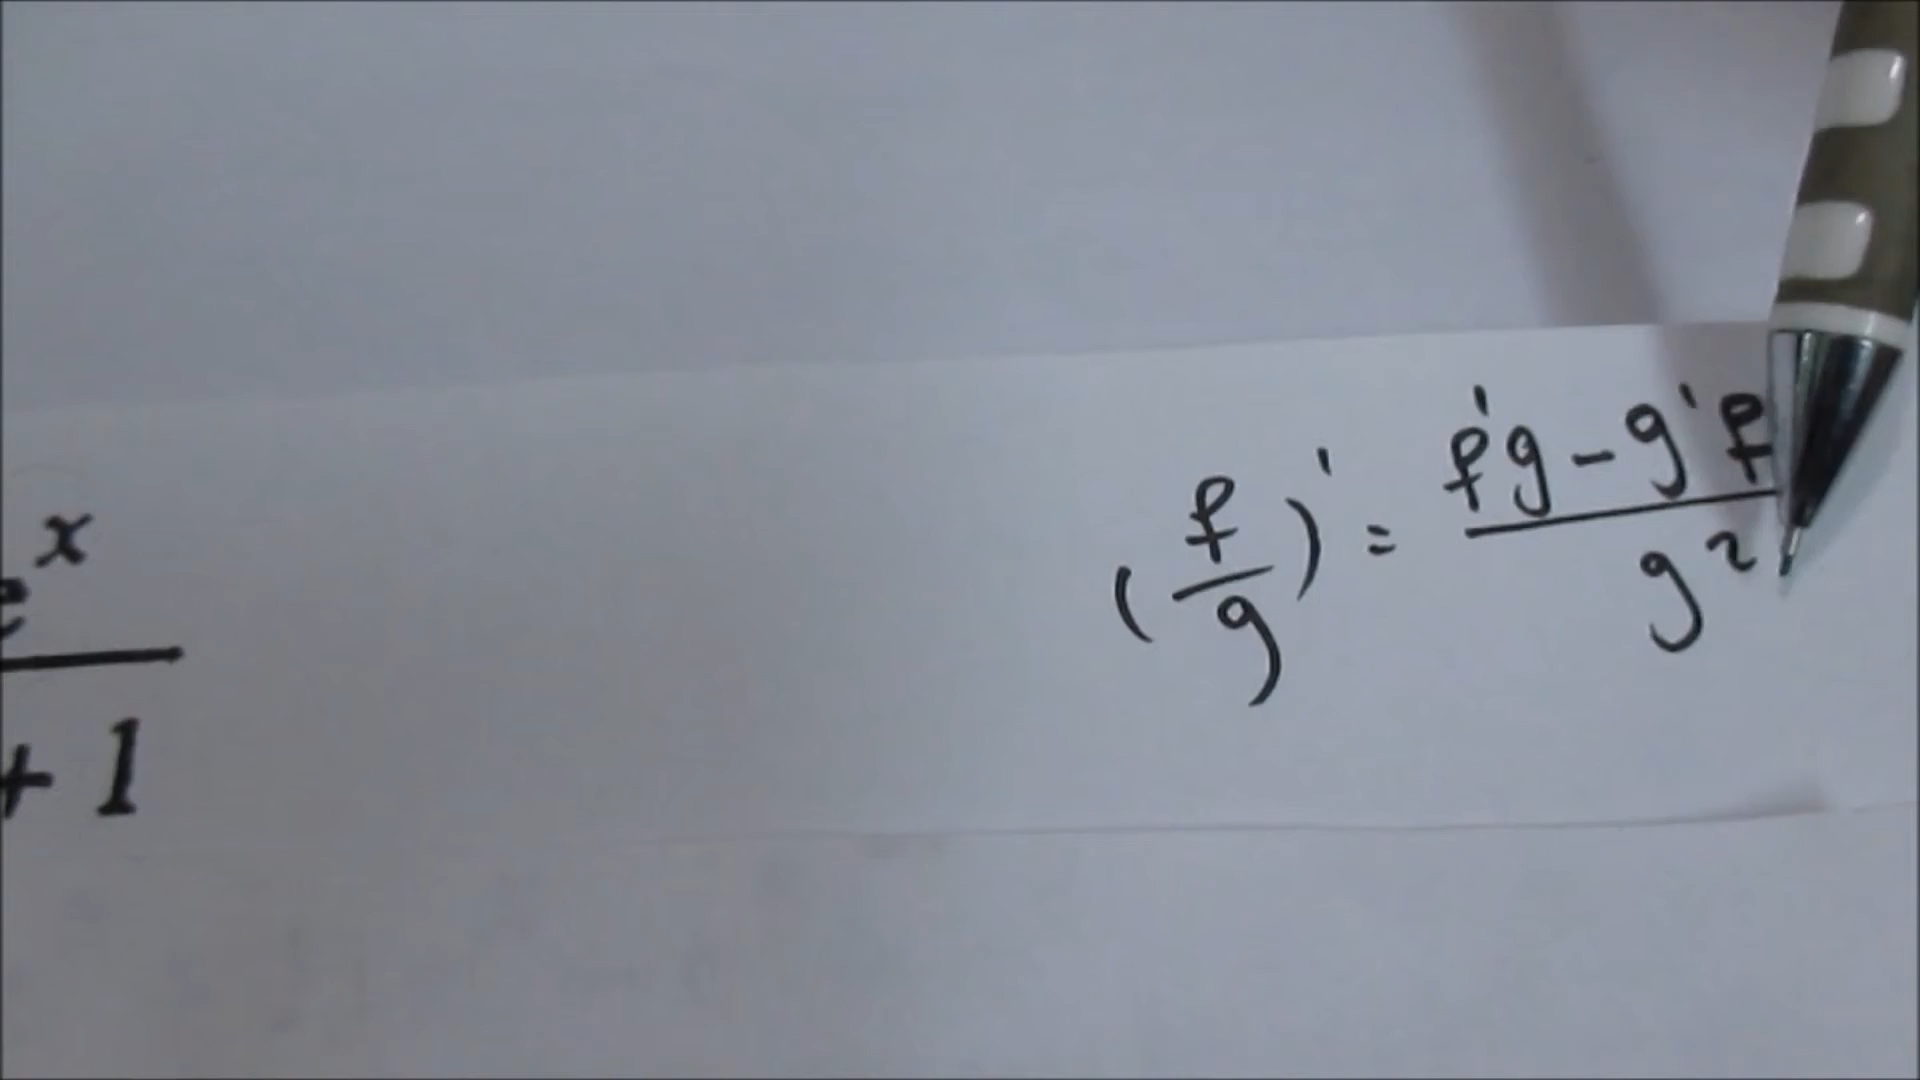 e^x / + 1
(f/g)' = f'g - g'f / g²